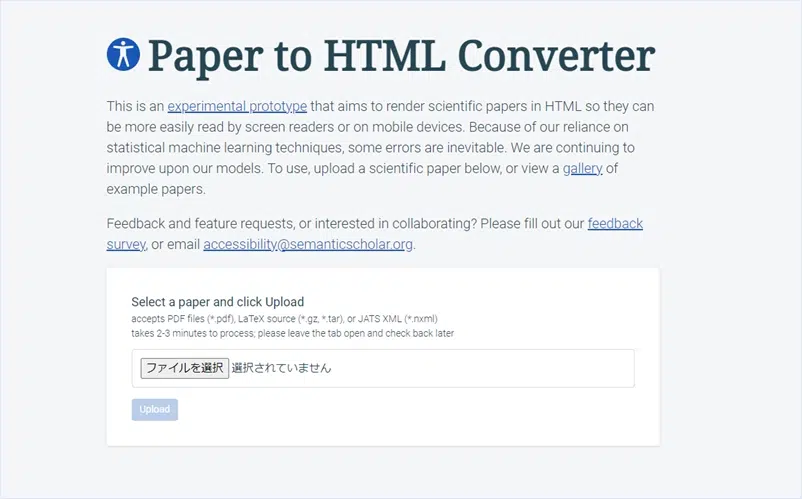 Paper to HTML Converter
This is an experimental prototype that aims to render scientific papers in HTML so they can
be more easily read by screen readers or on mobile devices. Because of our reliance on
statistical machine learning techniques, some errors are inevitable. We are continuing to
improve upon our models. To use, upload a scientific paper below, or view a gallery of
example papers.
Feedback and feature requests, or interested in collaborating? Please fill out our feedback
survey, or email accessibility@semanticscholar.org.
Select a paper and click Upload
accepts PDF files (*.pdf), LaTeX source (*.gz, *.tar), or JATS XML (*.nxml)
takes 2-3 minutes to process; please leave the tab open and check back later
ファイルを選択 選択されていません
Upload